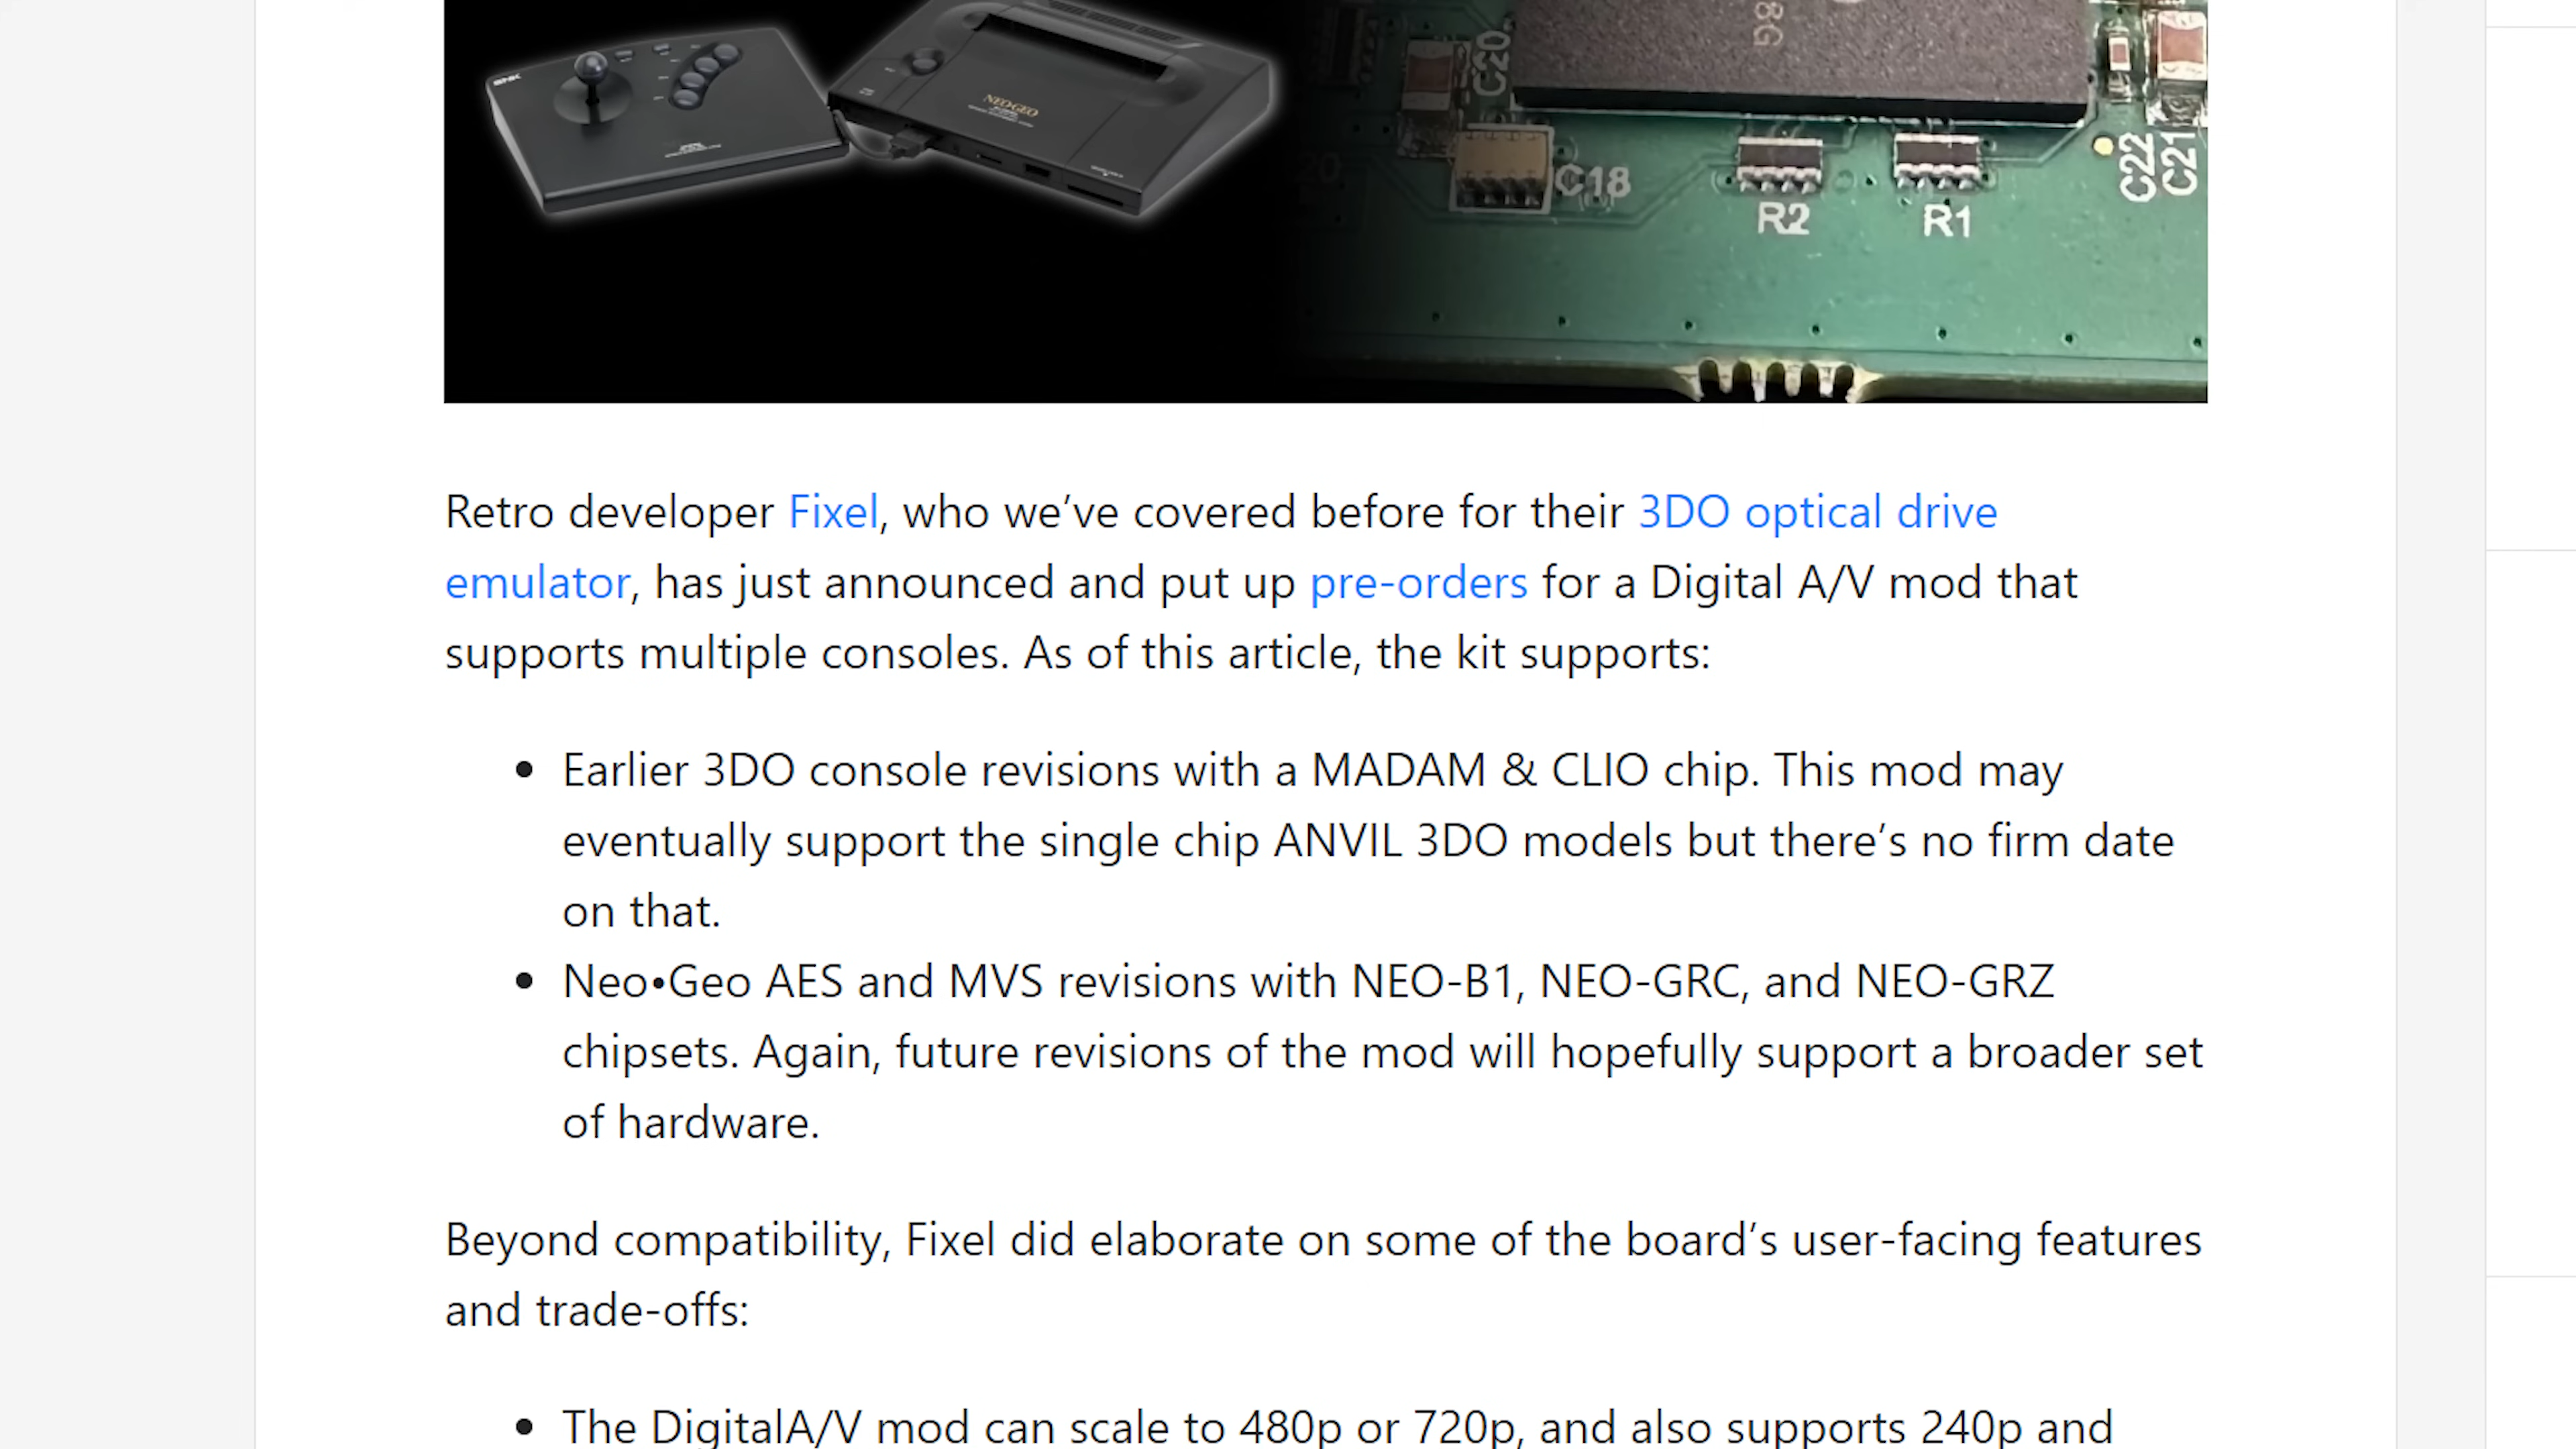 8G
C20
SNK
NEO•GEO
C18
R2
R1
C22
C21
Retro developer Fixel, who we’ve covered before for their 3DO optical drive
emulator, has just announced and put up pre-orders for a Digital A/V mod that
supports multiple consoles. As of this article, the kit supports:
• Earlier 3DO console revisions with a MADAM & CLIO chip. This mod may
eventually support the single chip ANVIL 3DO models but there’s no firm date
on that.
• Neo•Geo AES and MVS revisions with NEO-B1, NEO-GRC, and NEO-GRZ
chipsets. Again, future revisions of the mod will hopefully support a broader set
of hardware.
Beyond compatibility, Fixel did elaborate on some of the board’s user-facing features
and trade-offs:
• The DigitalA/V mod can scale to 480p or 720p, and also supports 240p and